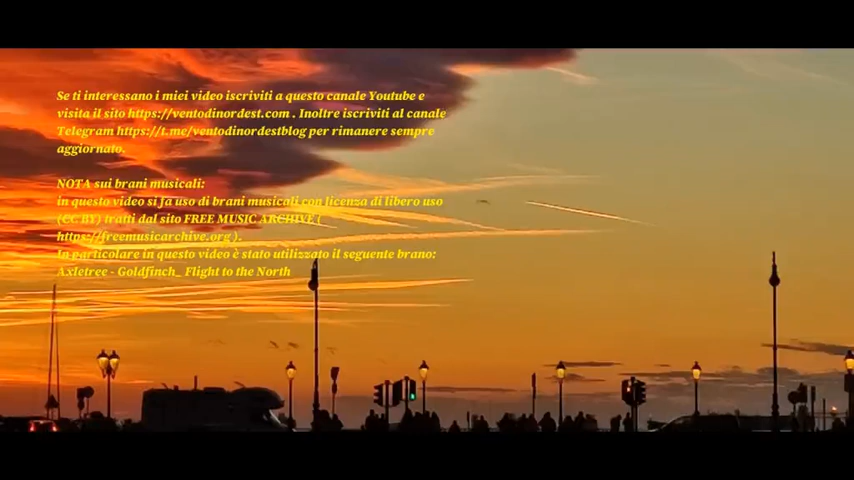 Se ti interessano i miei video iscriviti a questo canale Youtube e
visita il sito https://ventodinordest.com . Inoltre iscriviti al canale
Telegram https://t.me/ventodinordestblog per rimanere sempre
aggiornato.
NOTA sui brani musicali:
in questo video si fa uso di brani musicali con licenza di libero uso
(CC BY) tratti dal sito FREE MUSIC ARCHIVE (
https://freemusicarchive.org ).
In particolare in questo video è stato utilizzato il seguente brano:
Axletree - Goldfinch_ Flight to the North